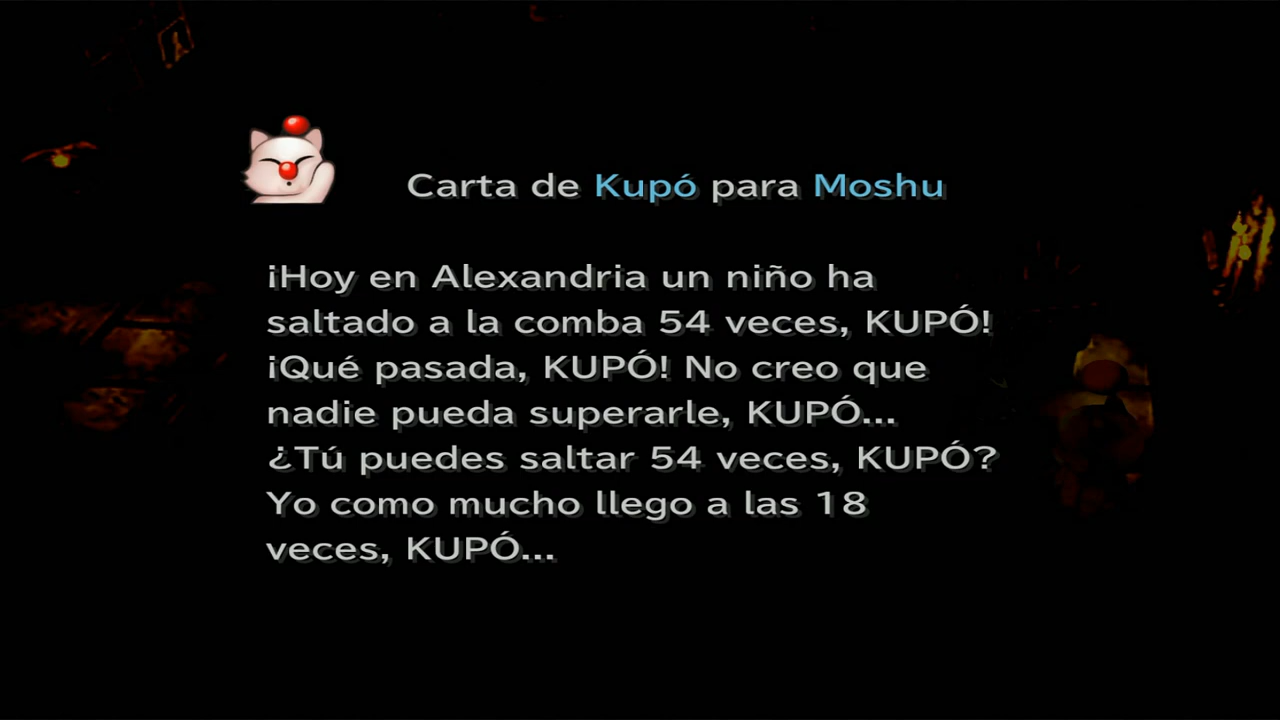 Carta de Kupó para Moshu
¡Hoy en Alexandria un niño ha
saltado a la comba 54 veces, KUPÓ!
¡Qué pasada, KUPÓ! No creo que
nadie pueda superarle, KUPÓ...
¿Tú puedes saltar 54 veces, KUPÓ?
Yo como mucho llego a las 18
veces, KUPÓ...